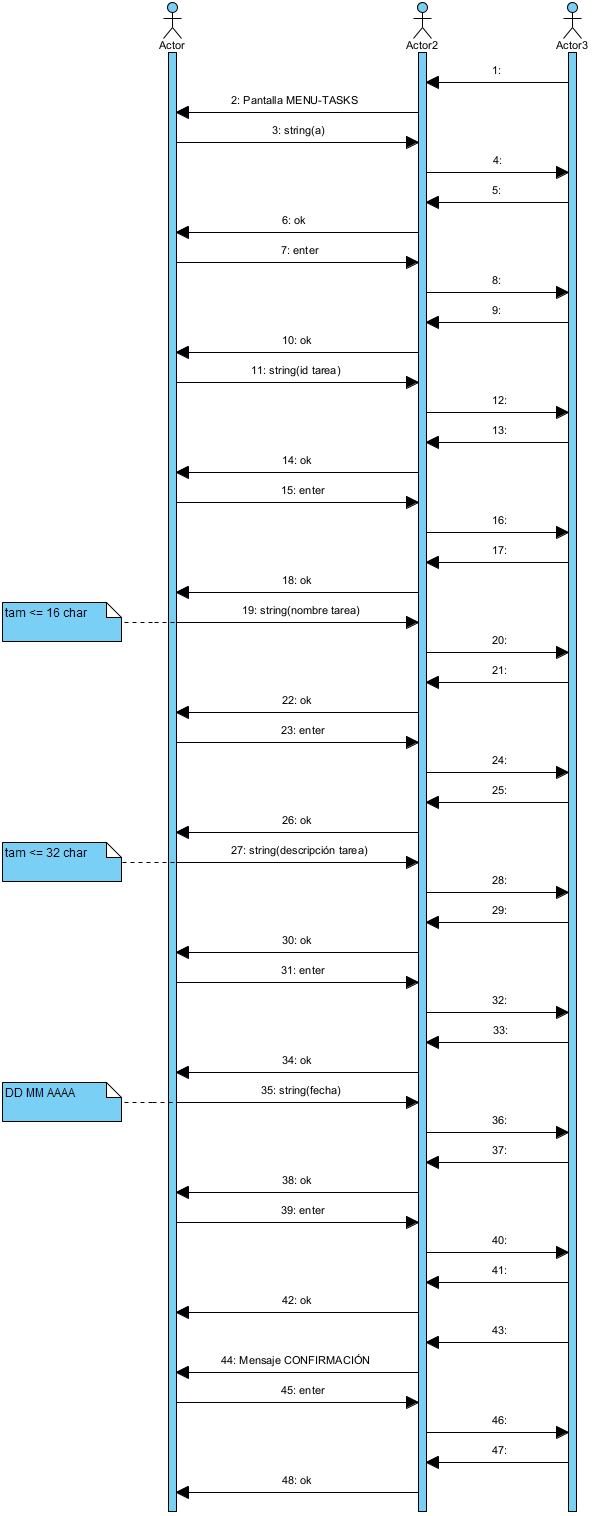 Actor
Actor2
Actor3
1:
2: Pantalla MENU-TASKS
3: string(a)
4:
5:
6: ok
7: enter
8:
9:
10: ok
11: string(id tarea)
12:
13:
14: ok
15: enter
16:
17:
18: ok
tam <= 16 char
19: string(nombre tarea)
20:
21:
22: ok
23: enter
24:
25:
26: ok
tam <= 32 char
27: string(descripción tarea)
28:
29:
30: ok
31: enter
32:
33:
34: ok
DD MM AAAA
35: string(fecha)
36:
37:
38: ok
39: enter
40:
41:
42: ok
43:
44: Mensaje CONFIRMACIÓN
45: enter
46:
47:
48: ok